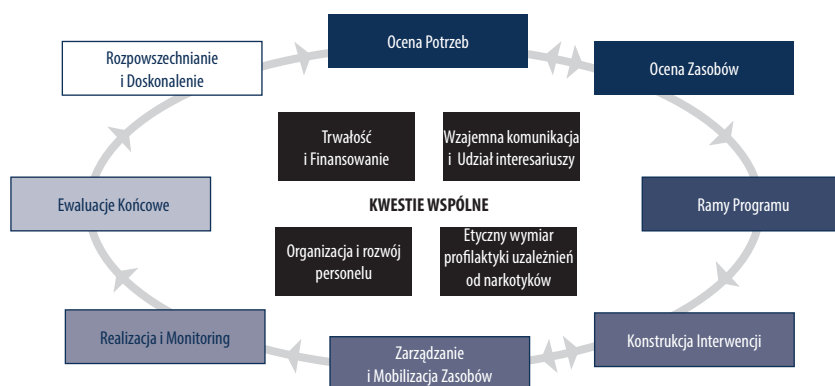 Ocena Potrzeb
Rozpowszechnianie
i Doskonalenie
Ocena Zasobów
Trwałość
i Finansowanie
Wzajemna komunikacja
i Udział interesariuszy
Ewaluacje Końcowe
KWESTIE WSPÓLNE
Ramy Programu
Organizacja i rozwój
personelu
Etyczny wymiar
profilaktyki uzależnień
od narkotyków
Realizacja i Monitoring
Konstrukcja Interwencji
Zarządzanie
i Mobilizacja Zasobów